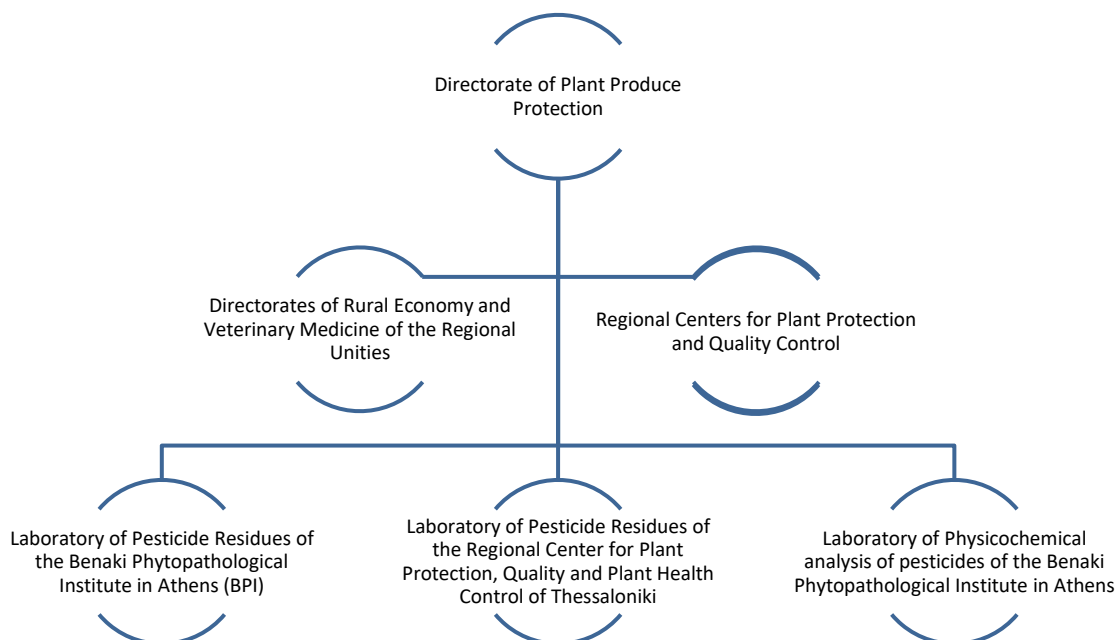 Directorate of Plant Produce
Protection
Directorates of Rural Economy and
Veterinary Medicine of the Regional
Unities
Regional Centers for Plant Protection
and Quality Control
Laboratory of Pesticide Residues of
the Benaki Phytopathological
Institute in Athens (BPI)
Laboratory of Pesticide Residues of
the Regional Center for Plant
Protection, Quality and Plant Health
Control of Thessaloniki
Laboratory of Physicochemical
analysis of pesticides of the Benaki
Phytopathological Institute in Athens